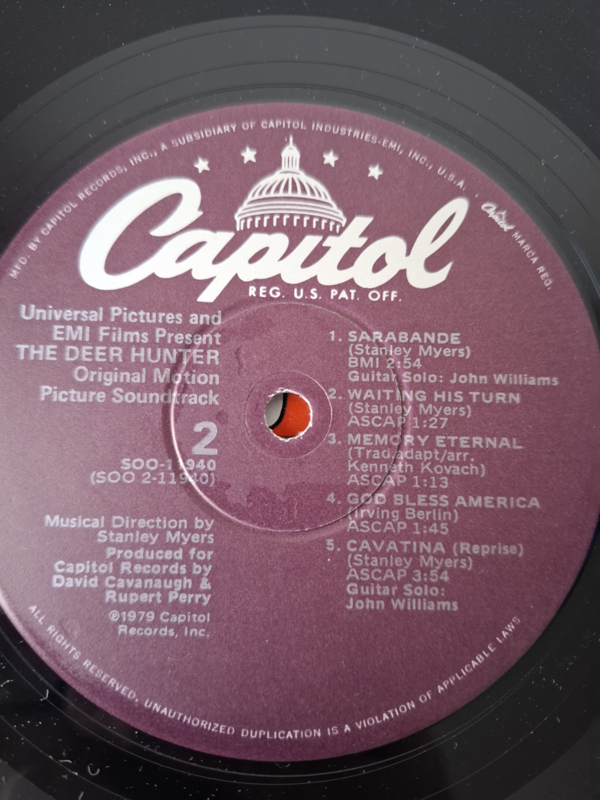 MFD. BY CAPITOL RECORDS, INC., A SUBSIDIARY OF CAPITOL INDUSTRIES-EMI, INC., U.S.A. • Capitol MARCA REG.
Capitol
REG. U.S. PAT. OFF.
Universal Pictures and
EMI Films Present
THE DEER HUNTER
Original Motion
Picture Soundtrack
2
SOO-11940
(SOO 2-11940)
Musical Direction by
Stanley Myers
Produced for
Capitol Records by
David Cavanaugh &
Rupert Perry
℗1979 Capitol
Records, Inc.
1. SARABANDE
(Stanley Myers)
BMI 2:54
Guitar Solo: John Williams
2. WAITING HIS TURN
(Stanley Myers)
ASCAP 1:27
3. MEMORY ETERNAL
(Trad.adapt/arr.
Kenneth Kovach)
ASCAP 1:13
4. GOD BLESS AMERICA
(Irving Berlin)
ASCAP 1:45
5. CAVATINA (Reprise)
(Stanley Myers)
ASCAP 3:54
Guitar Solo:
John Williams
ALL RIGHTS RESERVED. UNAUTHORIZED DUPLICATION IS A VIOLATION OF APPLICABLE LAWS